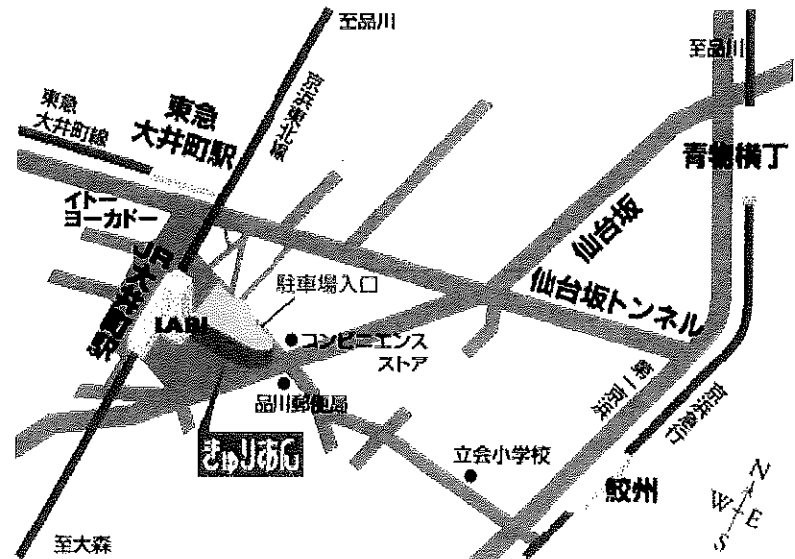 至品川
至品川
京浜東北線
東急
大井町線
東急
大井町駅
青物横丁
イトー
ヨーカドー
仙台坂
JR大井町駅
駐車場入口
仙台坂トンネル
LABI
コンビニエンス
ストア
第一京浜
京浜急行
品川郵便局
きゅりあん
立会小学校
鮫州
N
W
E
S
至大森